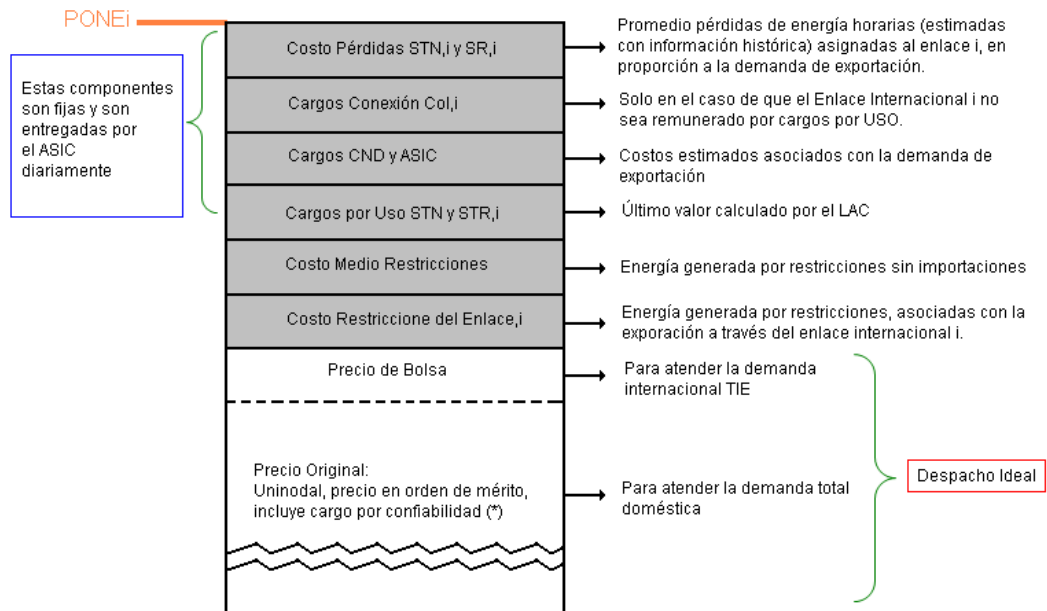 PONEi
Estas componentes
son fijas y son
entregadas por
el ASIC
diariamente
Costo Pérdidas STN,i y SR,i
Promedio pérdidas de energía horarias (estimadas
con información histórica) asignadas al enlace i, en
proporción a la demanda de exportación.
Cargos Conexión Col,i
Solo en el caso de que el Enlace Internacional i no
sea remunerado por cargos por USO.
Cargos CND y ASIC
Costos estimados asociados con la demanda de
exportación
Cargos por Uso STN y STR,i
Último valor calculado por el LAC
Costo Medio Restricciones
Energía generada por restricciones sin importaciones
Costo Restriccione del Enlace,i
Energía generada por restricciones, asociadas con la
exporación a través del enlace internacional i.
Precio de Bolsa
Para atender la demanda
internacional TIE
Precio Original:
Uninodal, precio en orden de mérito,
incluye cargo por confiabilidad (*)
Para atender la demanda total
doméstica
Despacho Ideal